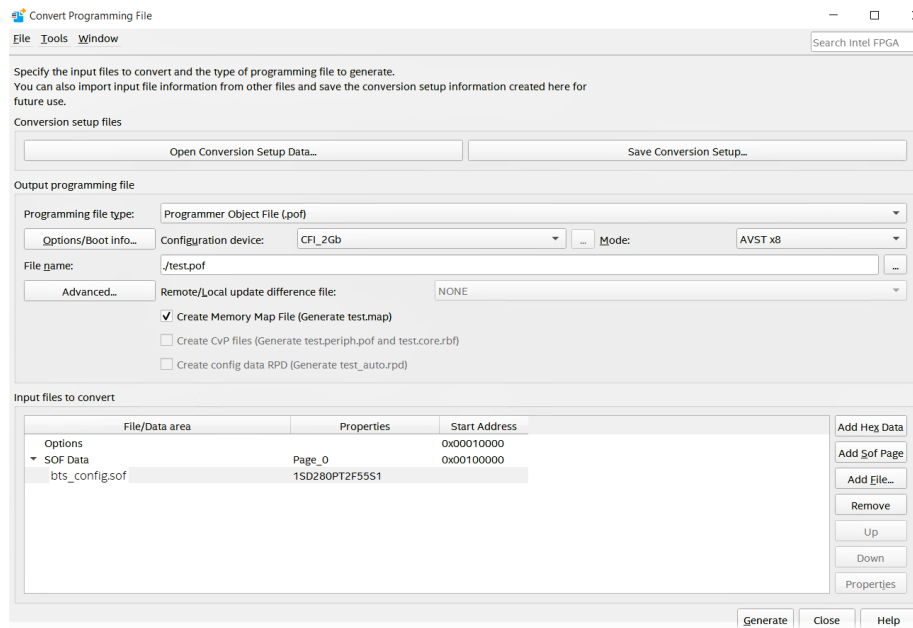 Convert Programming File
File Tools Window
Search Intel FPGA
Specify the input files to convert and the type of programming file to generate.
You can also import input file information from other files and save the conversion setup information created here for
future use.
Conversion setup files
Open Conversion Setup Data... Save Conversion Setup...
Output programming file
Programming file type: Programmer Object File (.pof)
Options/Boot info... Configuration device: CFI_2Gb ... Mode: AVST x8
File name: ./test.pof ...
Advanced... Remote/Local update difference file: NONE
Create Memory Map File (Generate test.map)
Create CvP files (Generate test.periph.pof and test.core.rbf)
Create config data RPD (Generate test_auto.rpd)
Input files to convert
File/Data area Properties Start Address
Options 0x00010000
SOF Data Page_0 0x00100000
bts_config.sof 1SD280PT2F55S1
Add Hex Data
Add Sof Page
Add File...
Remove
Up
Down
Properties
Generate Close Help